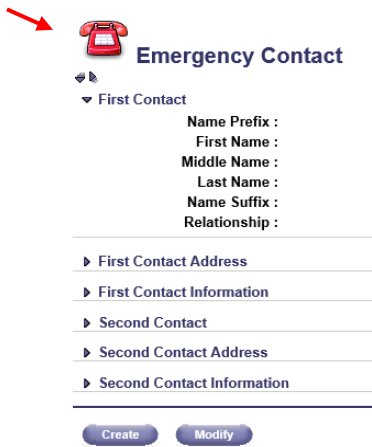 Emergency Contact
First Contact
Name Prefix :
First Name :
Middle Name :
Last Name :
Name Suffix :
Relationship :
First Contact Address
First Contact Information
Second Contact
Second Contact Address
Second Contact Information
Create Modify